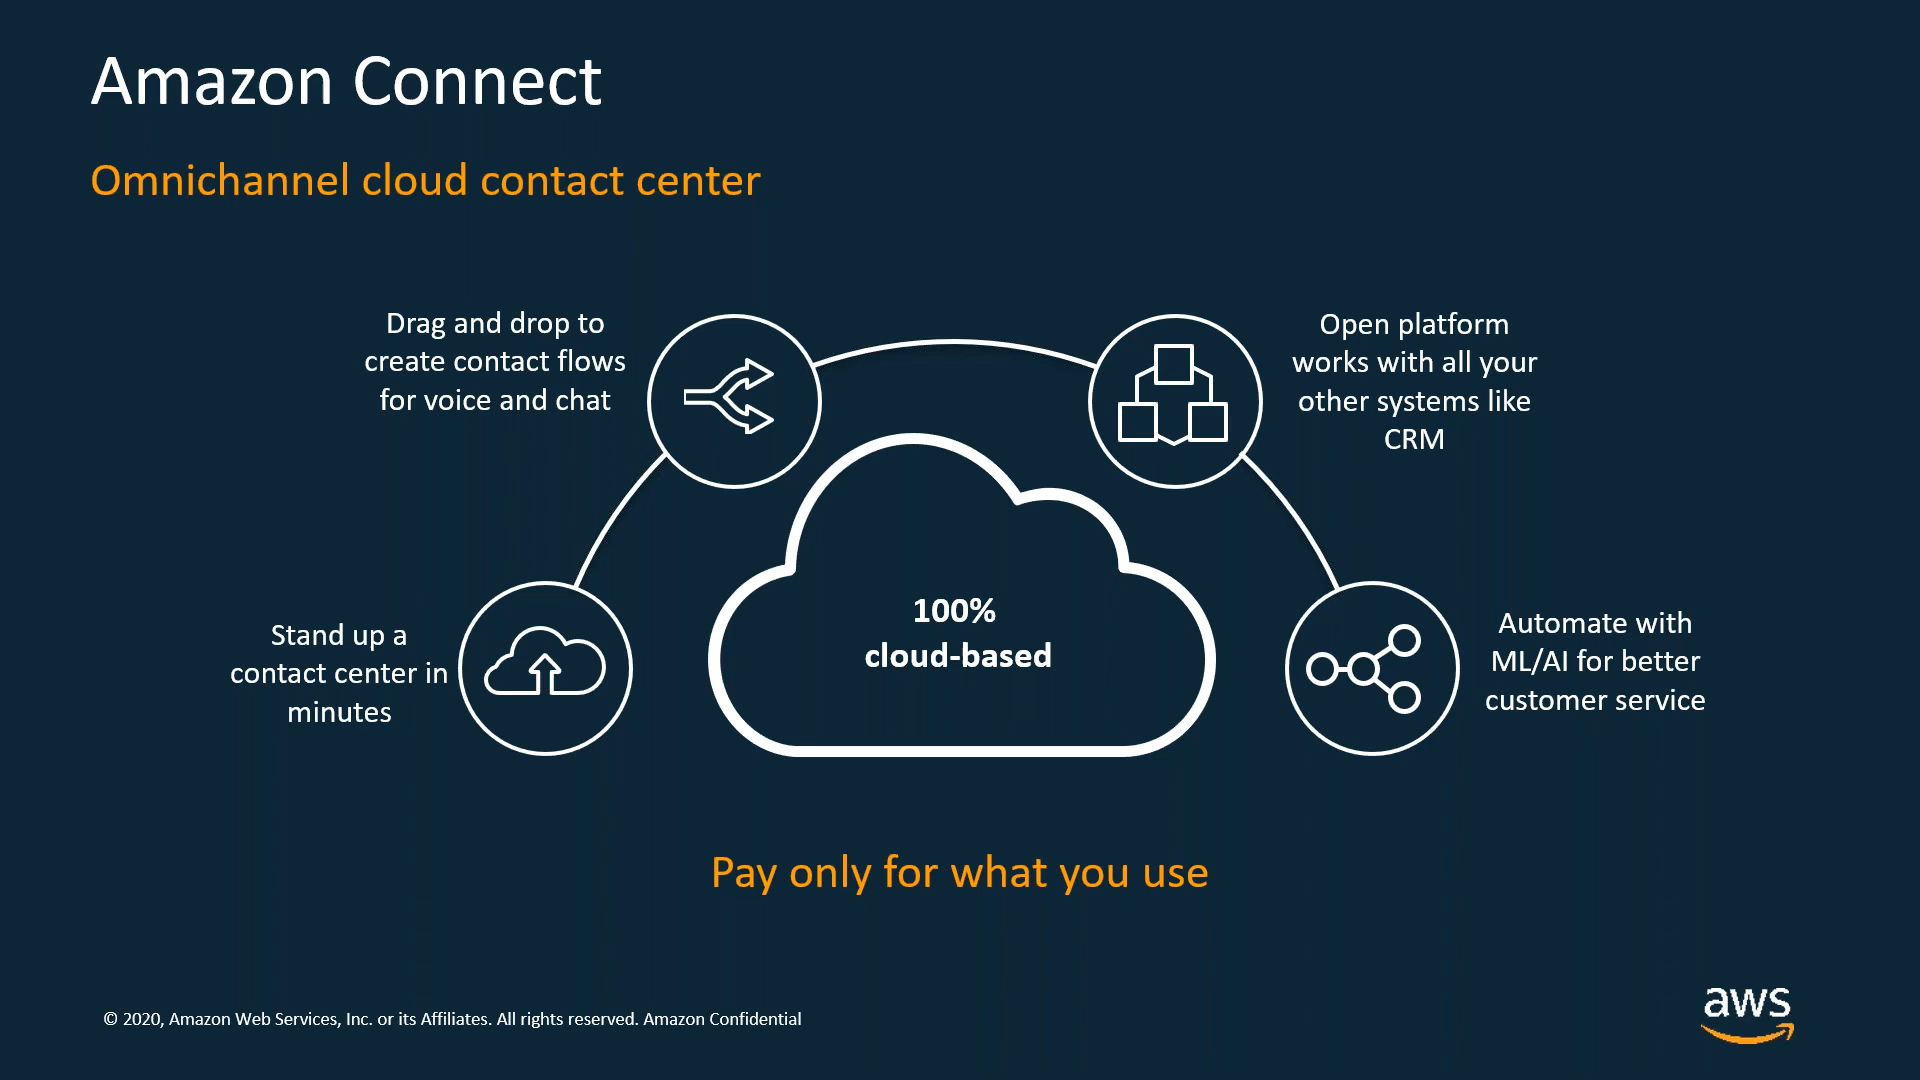 Amazon Connect
Omnichannel cloud contact center
Drag and drop to
create contact flows
for voice and chat
Open platform
works with all your
other systems like
CRM
Stand up a
contact center in
minutes
100%
cloud-based
Automate with
ML/AI for better
customer service
Pay only for what you use
© 2020, Amazon Web Services, Inc. or its Affiliates. All rights reserved. Amazon Confidential
aws